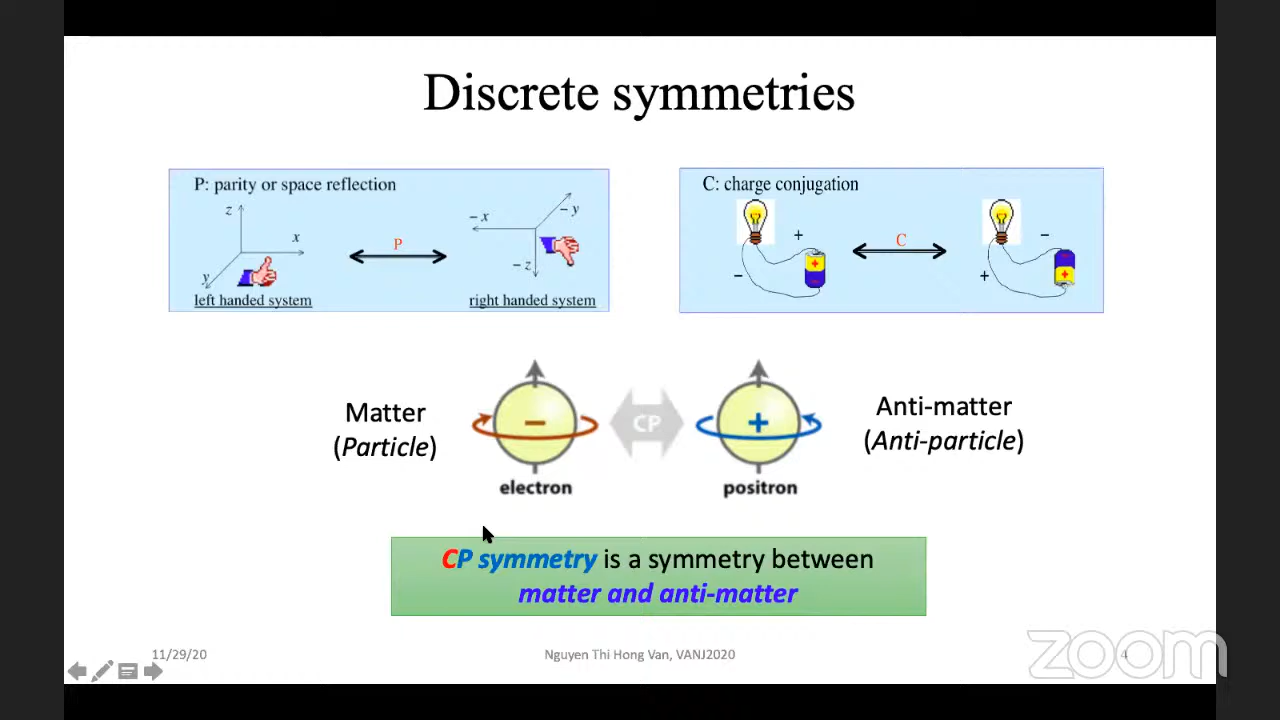 Discrete symmetries
P: parity or space reflection
z
x
y
left handed system
P
– x
– y
– z
right handed system
C: charge conjugation
+
–
C
–
+
Matter
(Particle)
–
electron
CP
+
positron
Anti-matter
(Anti-particle)
CP symmetry is a symmetry between
matter and anti-matter
11/29/20
Nguyen Thi Hong Van, VANJ2020
4
zoom